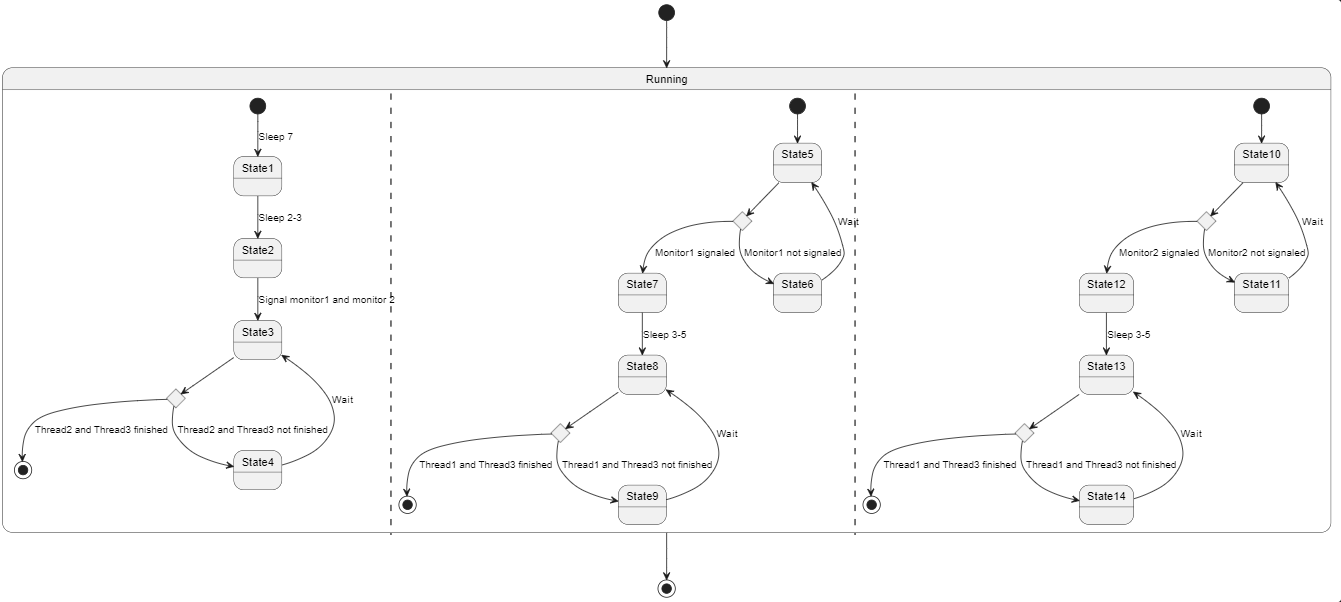 Running
Sleep 7
State1
Sleep 2-3
State2
Signal monitor1 and monitor 2
State3
Wait
Thread2 and Thread3 finished
Thread2 and Thread3 not finished
State4
State5
Wait
Monitor1 signaled
Monitor1 not signaled
State7
State6
Sleep 3-5
State8
Wait
Thread1 and Thread3 finished
Thread1 and Thread3 not finished
State9
State10
Wait
Monitor2 signaled
Monitor2 not signaled
State12
State11
Sleep 3-5
State13
Wait
Thread1 and Thread3 finished
Thread1 and Thread3 not finished
State14